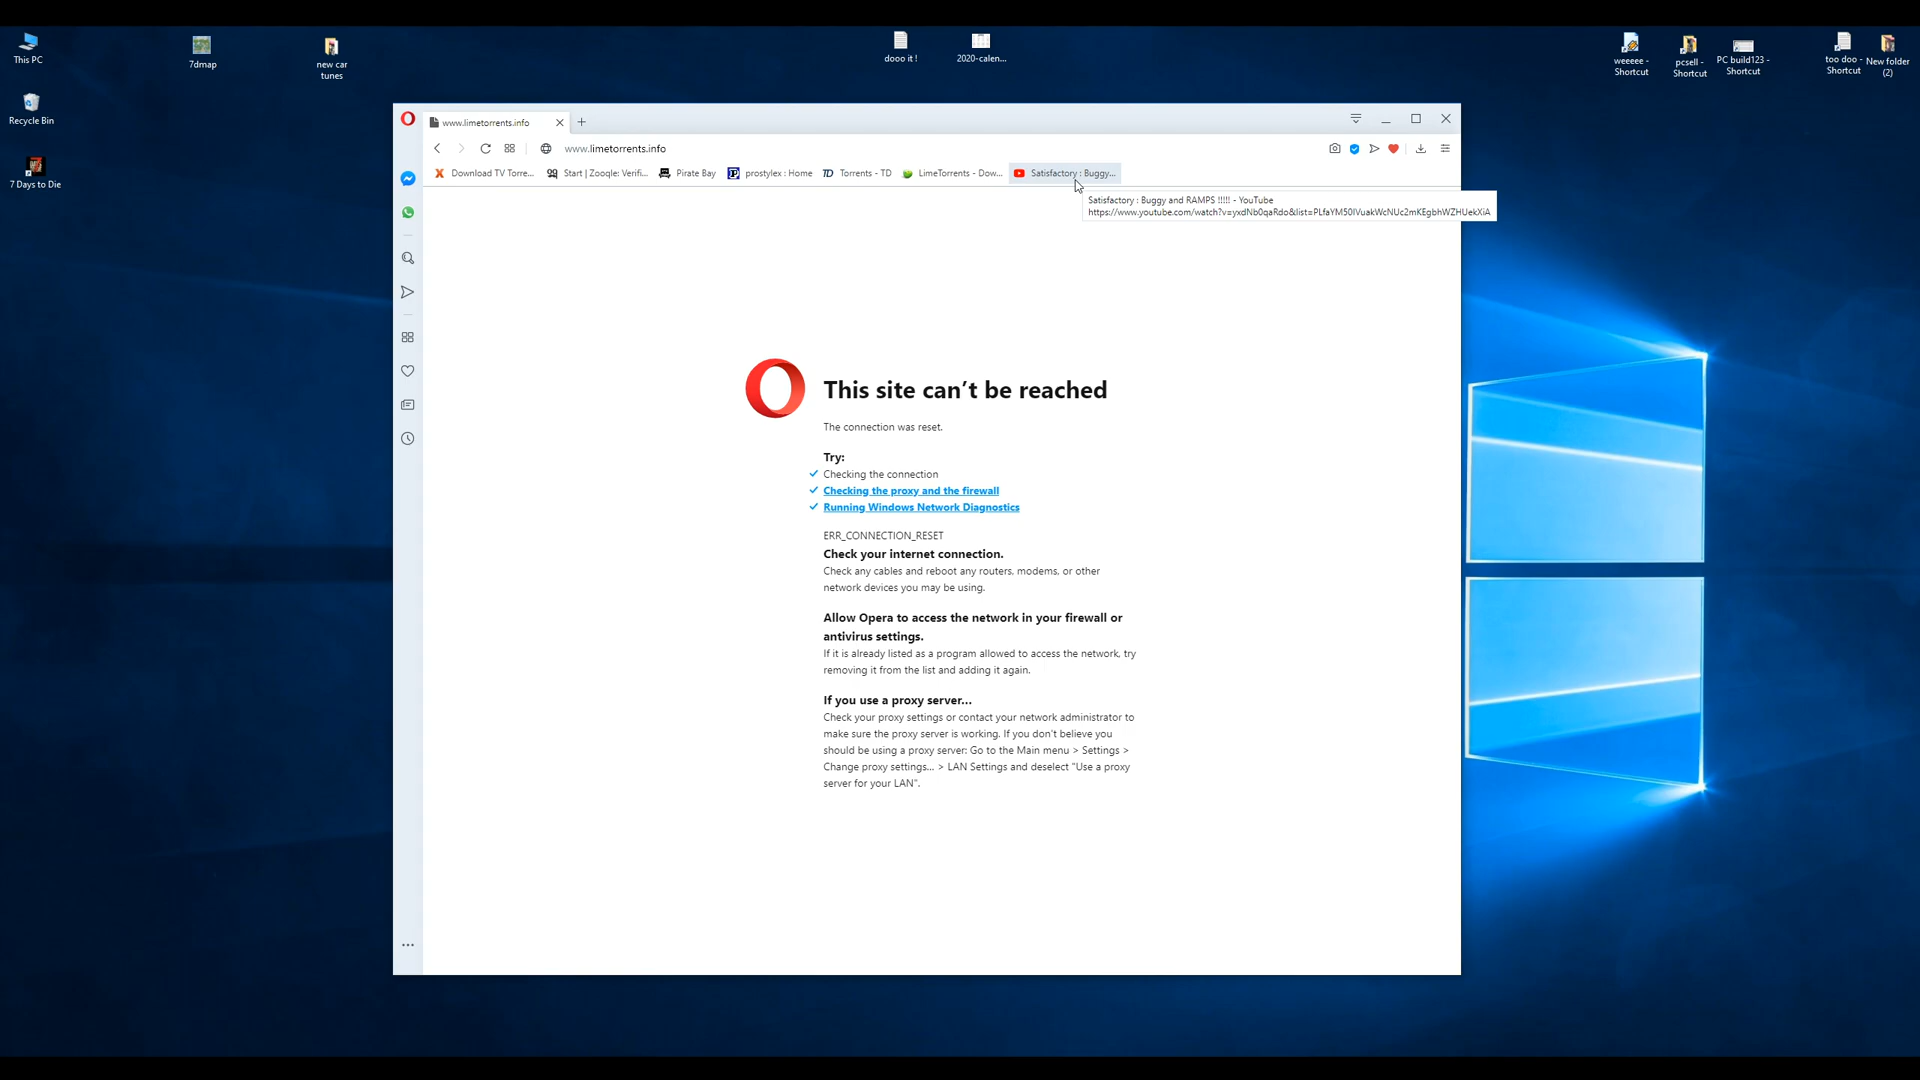 This PC
7dmap
new car
tunes
dooo it !
2020-calen...
weeeee -
Shortcut
pcsell -
Shortcut
PC build123 -
Shortcut
too doo -
Shortcut
New folder
(2)
Recycle Bin
7 Days to Die
www.limetorrents.info
www.limetorrents.info
Download TV Torre...
Start | Zooqle: Verifi...
Pirate Bay
prostylex : Home
Torrents - TD
LimeTorrents - Dow...
Satisfactory : Buggy...
Satisfactory : Buggy and RAMPS !!!!! - YouTube
https://www.youtube.com/watch?v=yxdNb0qaRdo&list=PLfaYM50IVuakWcNUc2mKEgbhWZHUekXiA
This site can’t be reached
The connection was reset.
Try:
Checking the connection
Checking the proxy and the firewall
Running Windows Network Diagnostics
ERR_CONNECTION_RESET
Check your internet connection.
Check any cables and reboot any routers, modems, or other
network devices you may be using.
Allow Opera to access the network in your firewall or
antivirus settings.
If it is already listed as a program allowed to access the network, try
removing it from the list and adding it again.
If you use a proxy server...
Check your proxy settings or contact your network administrator to
make sure the proxy server is working. If you don't believe you
should be using a proxy server: Go to the Main menu > Settings >
Change proxy settings... > LAN Settings and deselect "Use a proxy
server for your LAN".